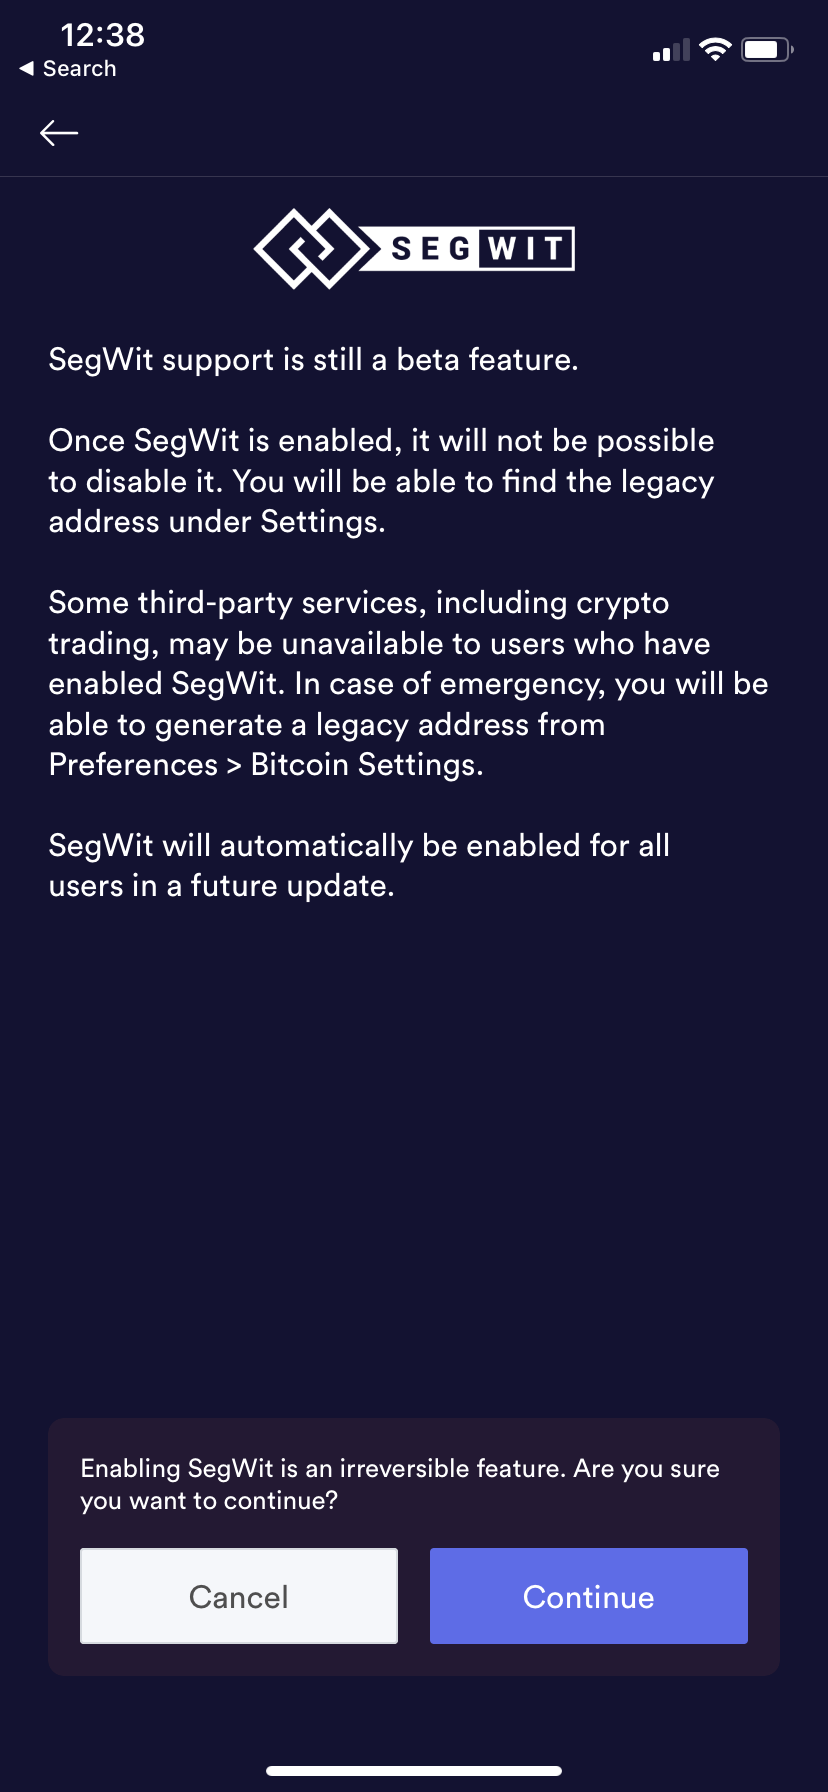 12:38
◀ Search
SEGWIT
SegWit support is still a beta feature.
Once SegWit is enabled, it will not be possible
to disable it. You will be able to find the legacy
address under Settings.
Some third-party services, including crypto
trading, may be unavailable to users who have
enabled SegWit. In case of emergency, you will be
able to generate a legacy address from
Preferences > Bitcoin Settings.
SegWit will automatically be enabled for all
users in a future update.
Enabling SegWit is an irreversible feature. Are you sure
you want to continue?
Cancel
Continue